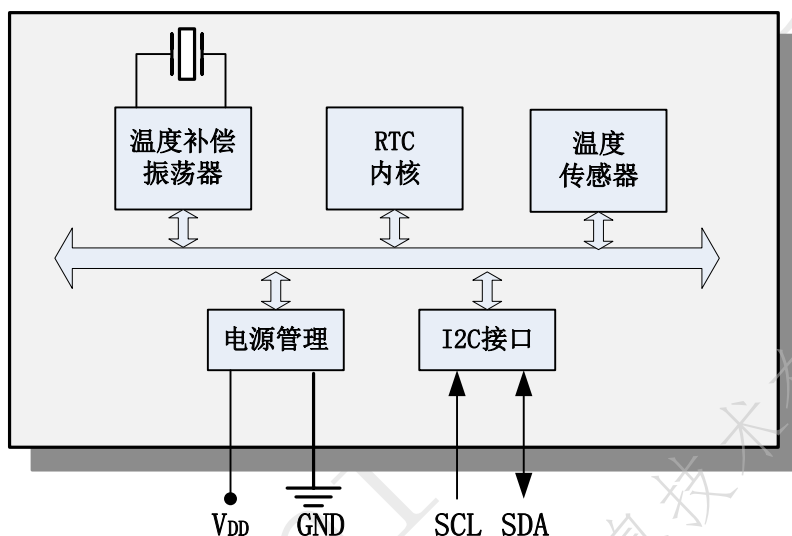 温度补偿
振荡器
RTC
内核
温度
传感器
电源管理
I2C接口
VDD
GND
SCL
SDA